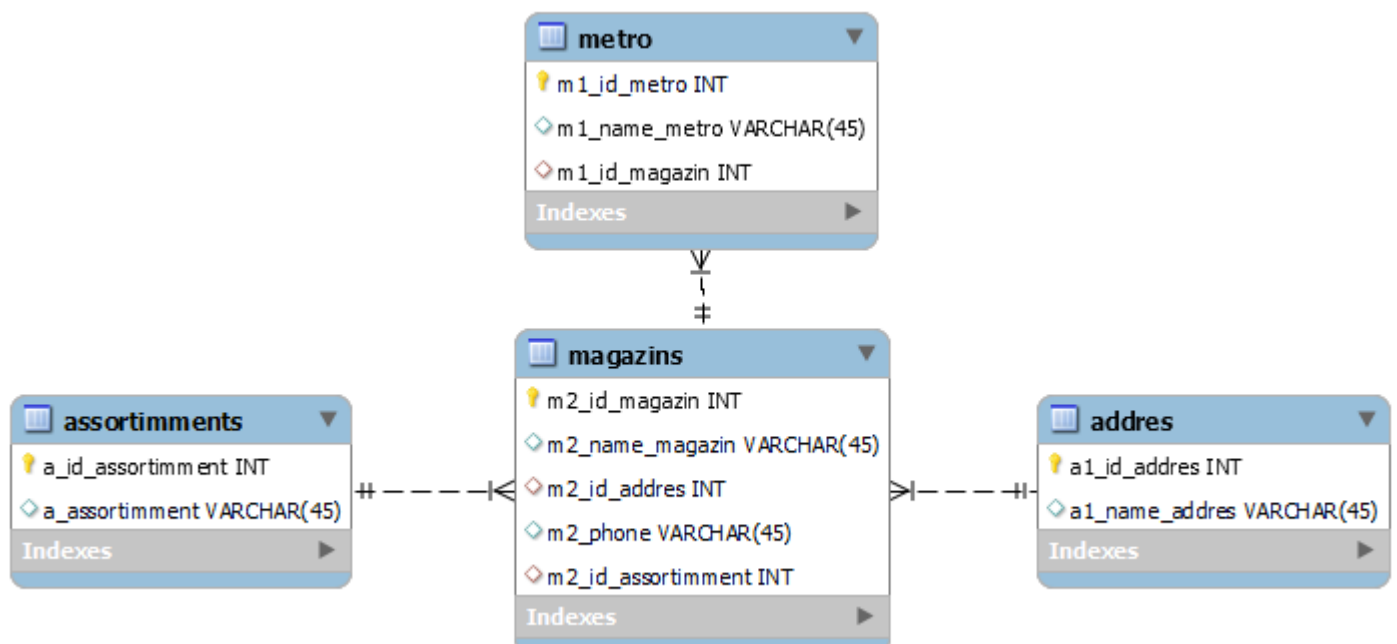 metro
m1_id_metro INT
m1_name_metro VARCHAR(45)
m1_id_magazin INT
Indexes
magazins
m2_id_magazin INT
m2_name_magazin VARCHAR(45)
m2_id_addres INT
m2_phone VARCHAR(45)
m2_id_assortimment INT
Indexes
assortimments
a_id_assortimment INT
a_assortimment VARCHAR(45)
Indexes
addres
a1_id_addres INT
a1_name_addres VARCHAR(45)
Indexes